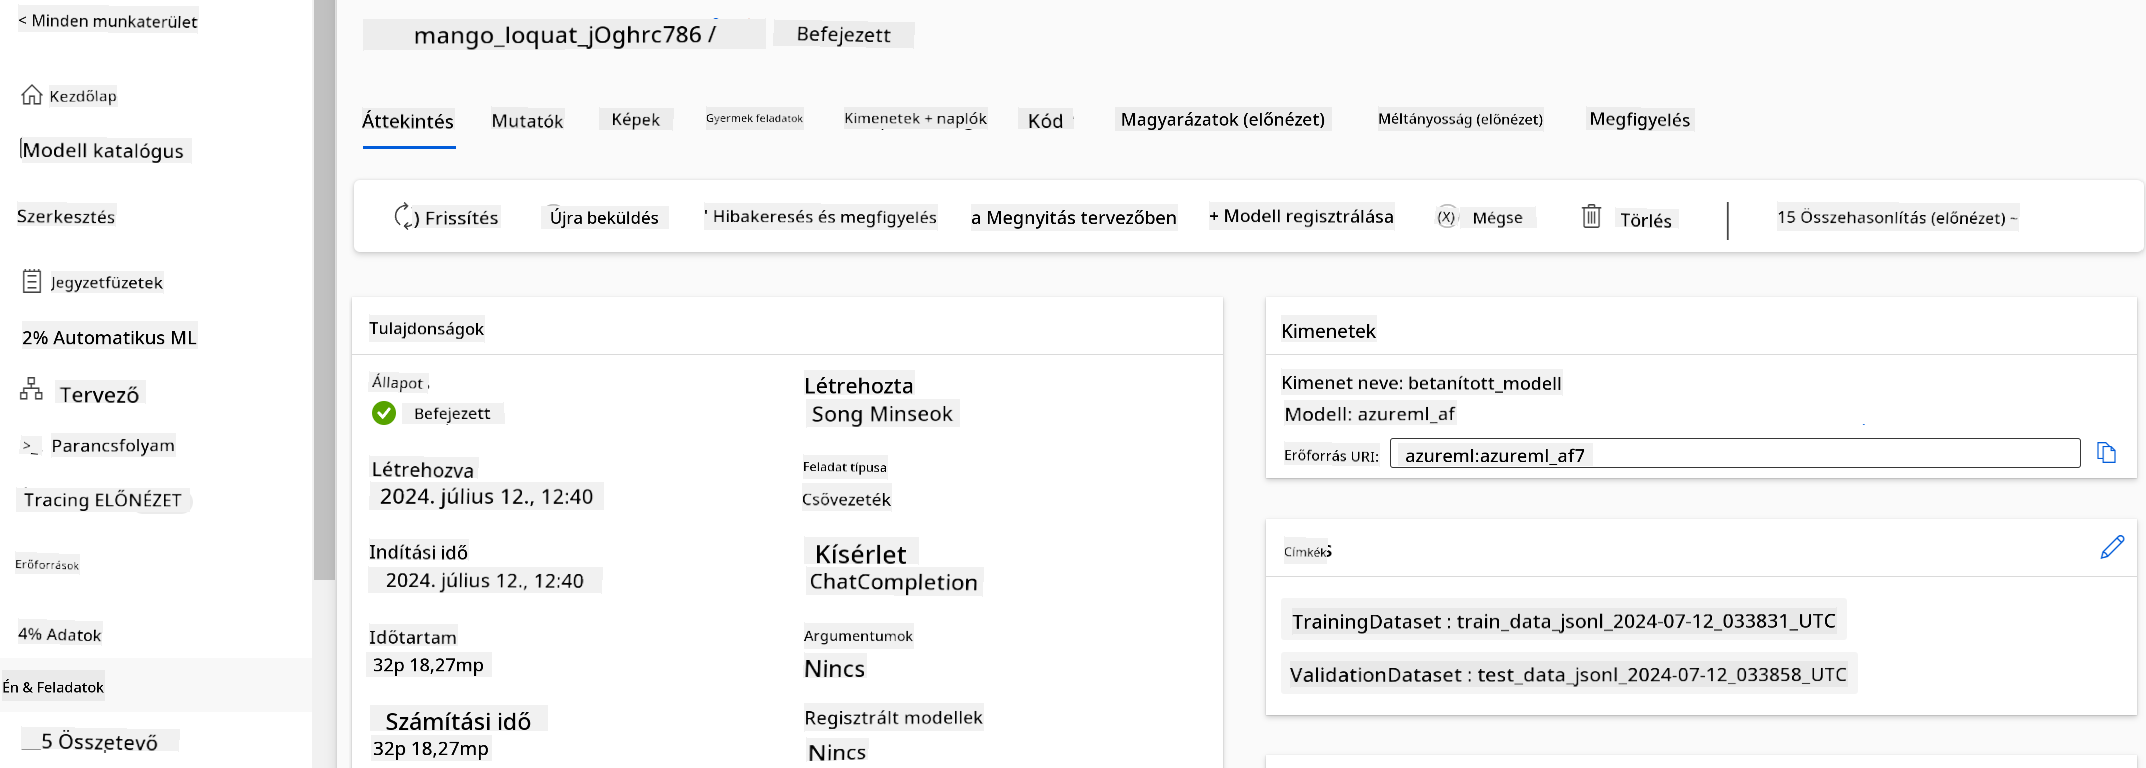 < Minden munkaterület
Kezdőlap
Modell katalógus
Szerkesztés
Jegyzetfüzetek
2% Automatikus ML
Tervező
>_ Parancsfolyam
Tracing ELŐNÉZET
Erőforrások
4% Adatok
Én & Feladatok
__5 Összetevő
mango_loquat_jOghrc786 / Befejezett
Áttekintés Mutatók Képek Gyermek feladatok Kimenetek + naplók Kód Magyarázatok (előnézet) Méltányosság (előnézet) Megfigyelés
) Frissítés Újra beküldés ' Hibakeresés és megfigyelés a Megnyitás tervezőben + Modell regisztrálása (X) Mégse Törlés 15 Összehasonlítás (előnézet) ~
Tulajdonságok
Állapot
Befejezett
Létrehozva
2024. július 12., 12:40
Indítási idő
2024. július 12., 12:40
Időtartam
32p 18,27mp
Számítási idő
32p 18,27mp
Létrehozta
Song Minseok
Feladat típusa
Csővezeték
Kísérlet
ChatCompletion
Argumentumok
Nincs
Regisztrált modellek
Nincs
Kimenetek
Kimenet neve: betanított_modell
Modell: azureml_af
Erőforrás URI: azureml:azureml_af7
Címkék
TrainingDataset : train_data_jsonl_2024-07-12_033831_UTC
ValidationDataset : test_data_jsonl_2024-07-12_033858_UTC